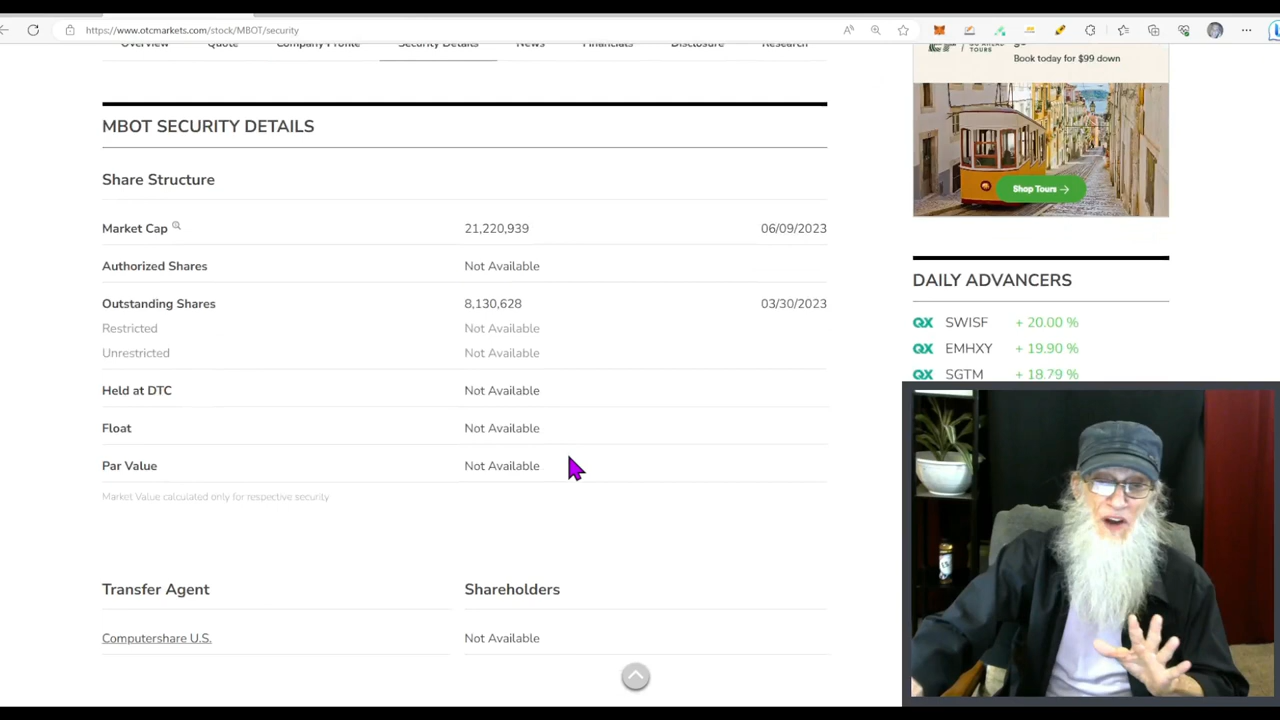 https://www.otcmarkets.com/stock/MBOT/security
Overview Quote Company Profile Security Details News Financials Disclosure Research
Book today for $99 down
MBOT SECURITY DETAILS
Share Structure
Market Cap 21,220,939 06/09/2023
Authorized Shares Not Available
Outstanding Shares 8,130,628 03/30/2023
Restricted Not Available
Unrestricted Not Available
Held at DTC Not Available
Float Not Available
Par Value Not Available
Market Value calculated only for respective security
Transfer Agent Shareholders
Computershare U.S. Not Available
Shop Tours →
DAILY ADVANCERS
QX SWISF + 20.00 %
QX EMHXY + 19.90 %
QX SGTM + 18.79 %